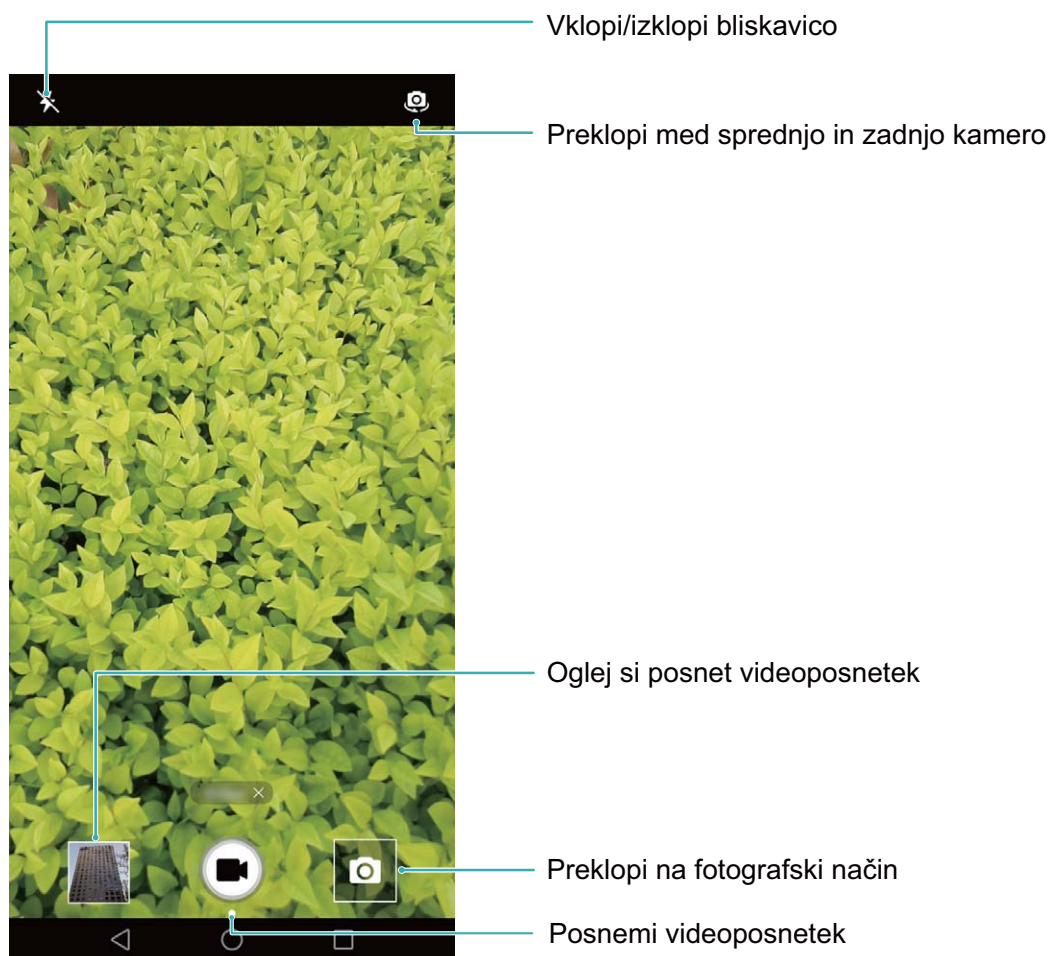 Vklopi/izklopi bliskavico
Preklopi med sprednjo in zadnjo kamero
Oglej si posnet videoposnetek
Preklopi na fotografski način
Posnemi videoposnetek